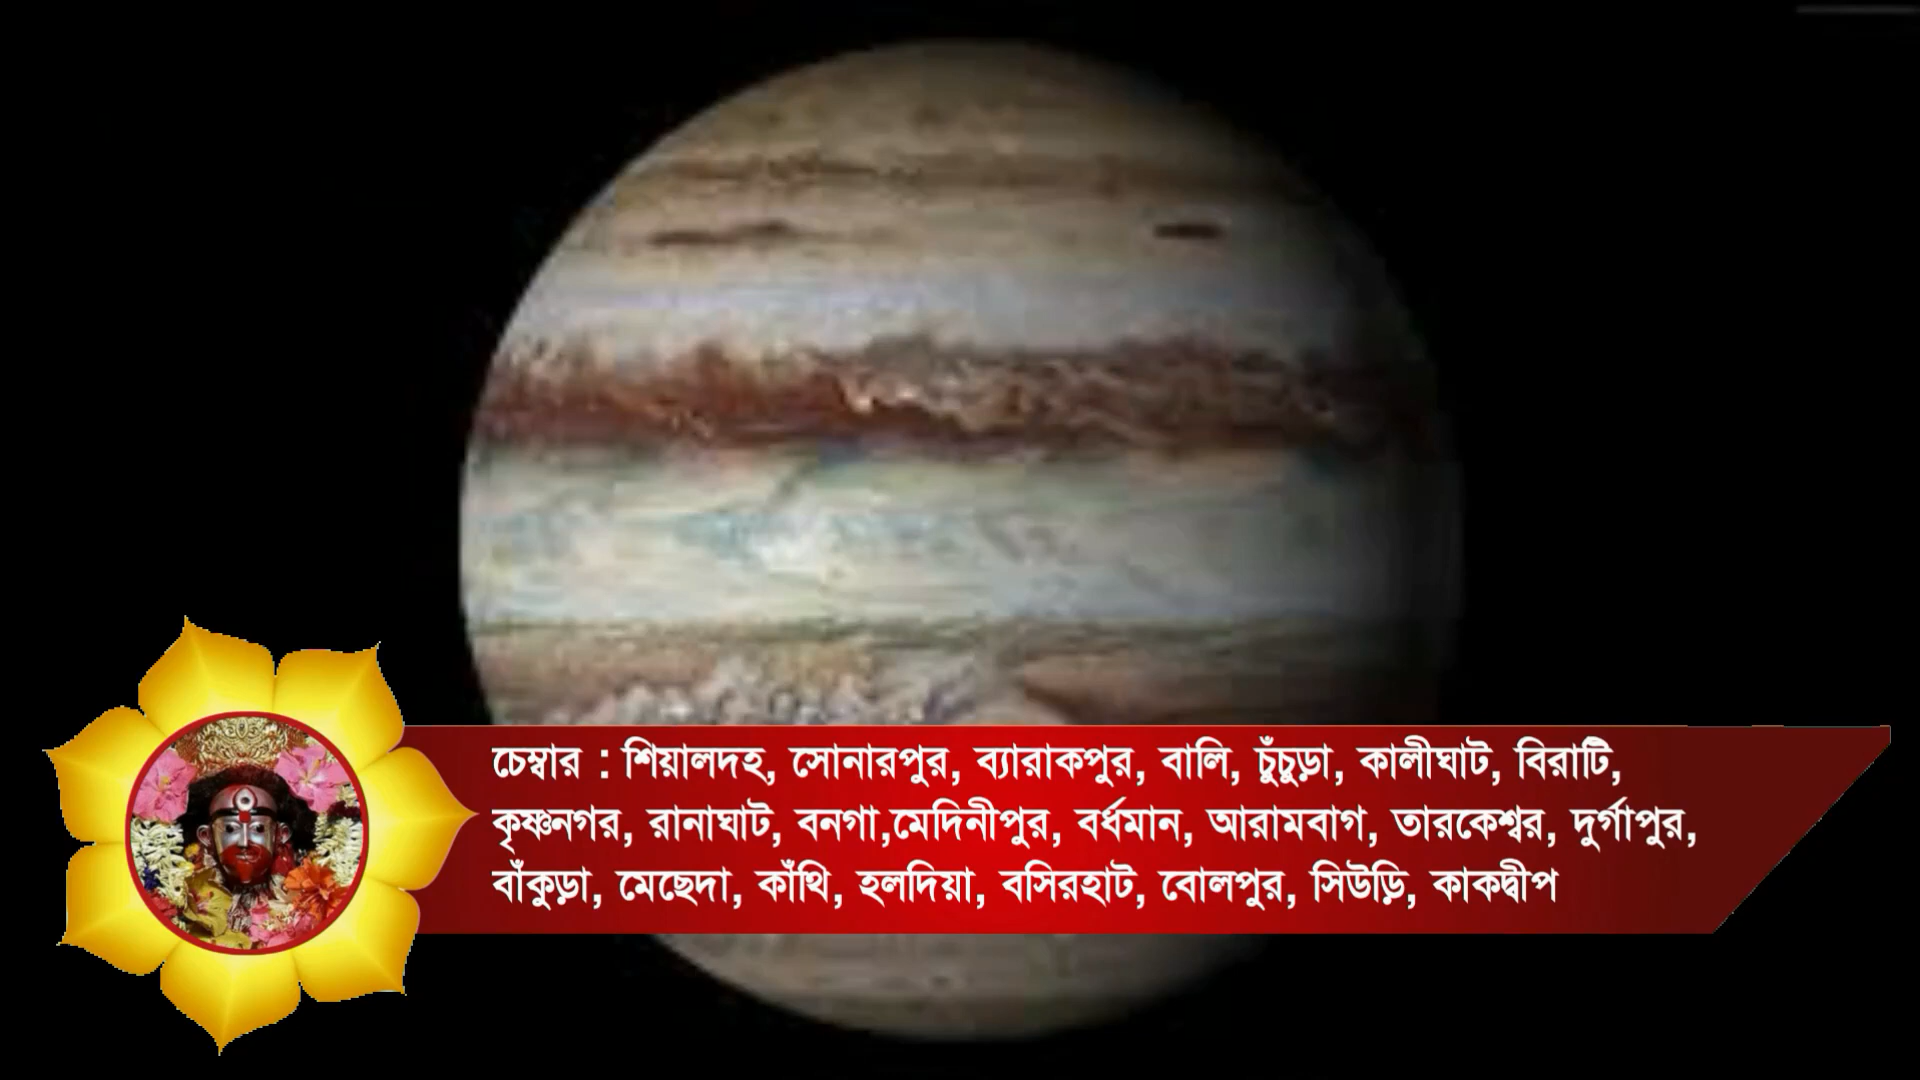 চেম্বার : শিয়ালদহ, সোনারপুর, ব্যারাকপুর, বালি, চুঁচুড়া, কালীঘাট, বিরাটি,
কৃষ্ণনগর, রানাঘাট, বনগা,মেদিনীপুর, বর্ধমান, আরামবাগ, তারকেশ্বর, দুর্গাপুর,
বাঁকুড়া, মেছেদা, কাঁথি, হলদিয়া, বসিরহাট, বোলপুর, সিউড়ি, কাকদ্বীপ